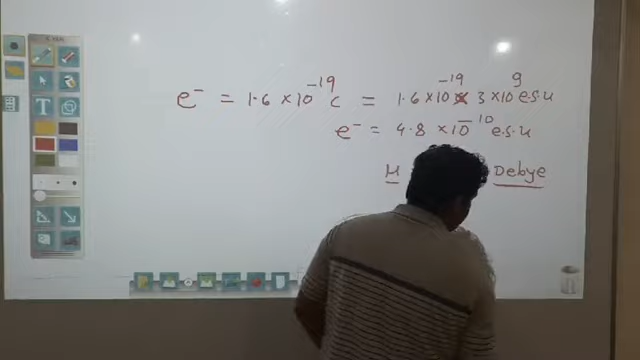 e⁻ = 1.6 × 10⁻¹⁹ C = 1.6 × 10⁻¹⁹ × 3 × 10⁹ e.s.u
e⁻ = 4.8 × 10⁻¹⁰ e.s.u
μ Debye